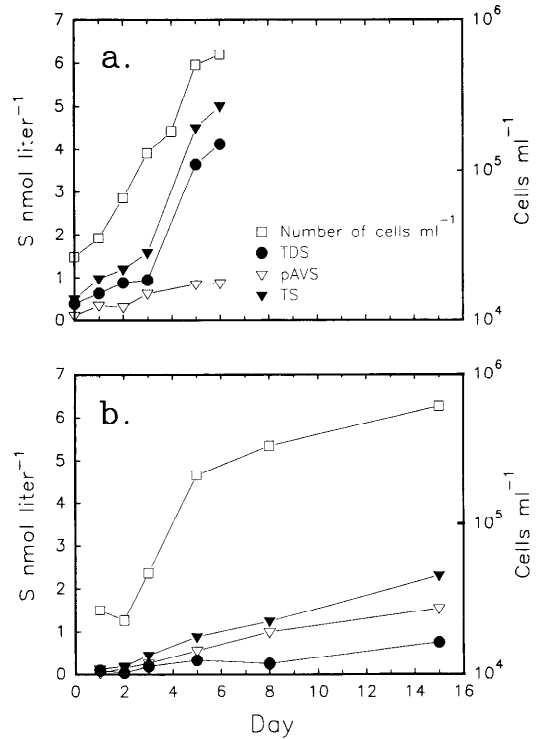 a.
7
6
5
4
3
2
1
0
S nmol liter⁻¹
10⁶
10⁵
10⁴
Cells ml⁻¹
Number of cells ml⁻¹
TDS
pAVS
TS
b.
7
6
5
4
3
2
1
0
S nmol liter⁻¹
10⁶
10⁵
10⁴
Cells ml⁻¹
0 2 4 6 8 10 12 14 16
Day